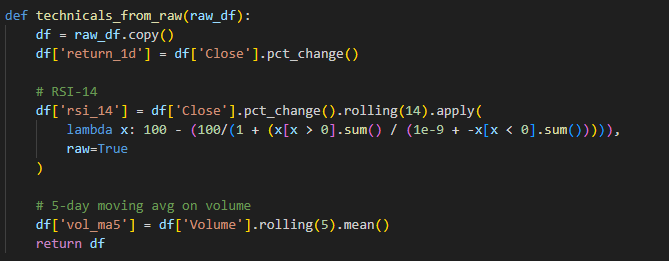 def technicals_from_raw(raw_df):
    df = raw_df.copy()
    df['return_1d'] = df['Close'].pct_change()

    # RSI-14
    df['rsi_14'] = df['Close'].pct_change().rolling(14).apply(
        lambda x: 100 - (100/(1 + (x[x > 0].sum() / (1e-9 + -x[x < 0].sum())))),
        raw=True
    )

    # 5-day moving avg on volume
    df['vol_ma5'] = df['Volume'].rolling(5).mean()
    return df